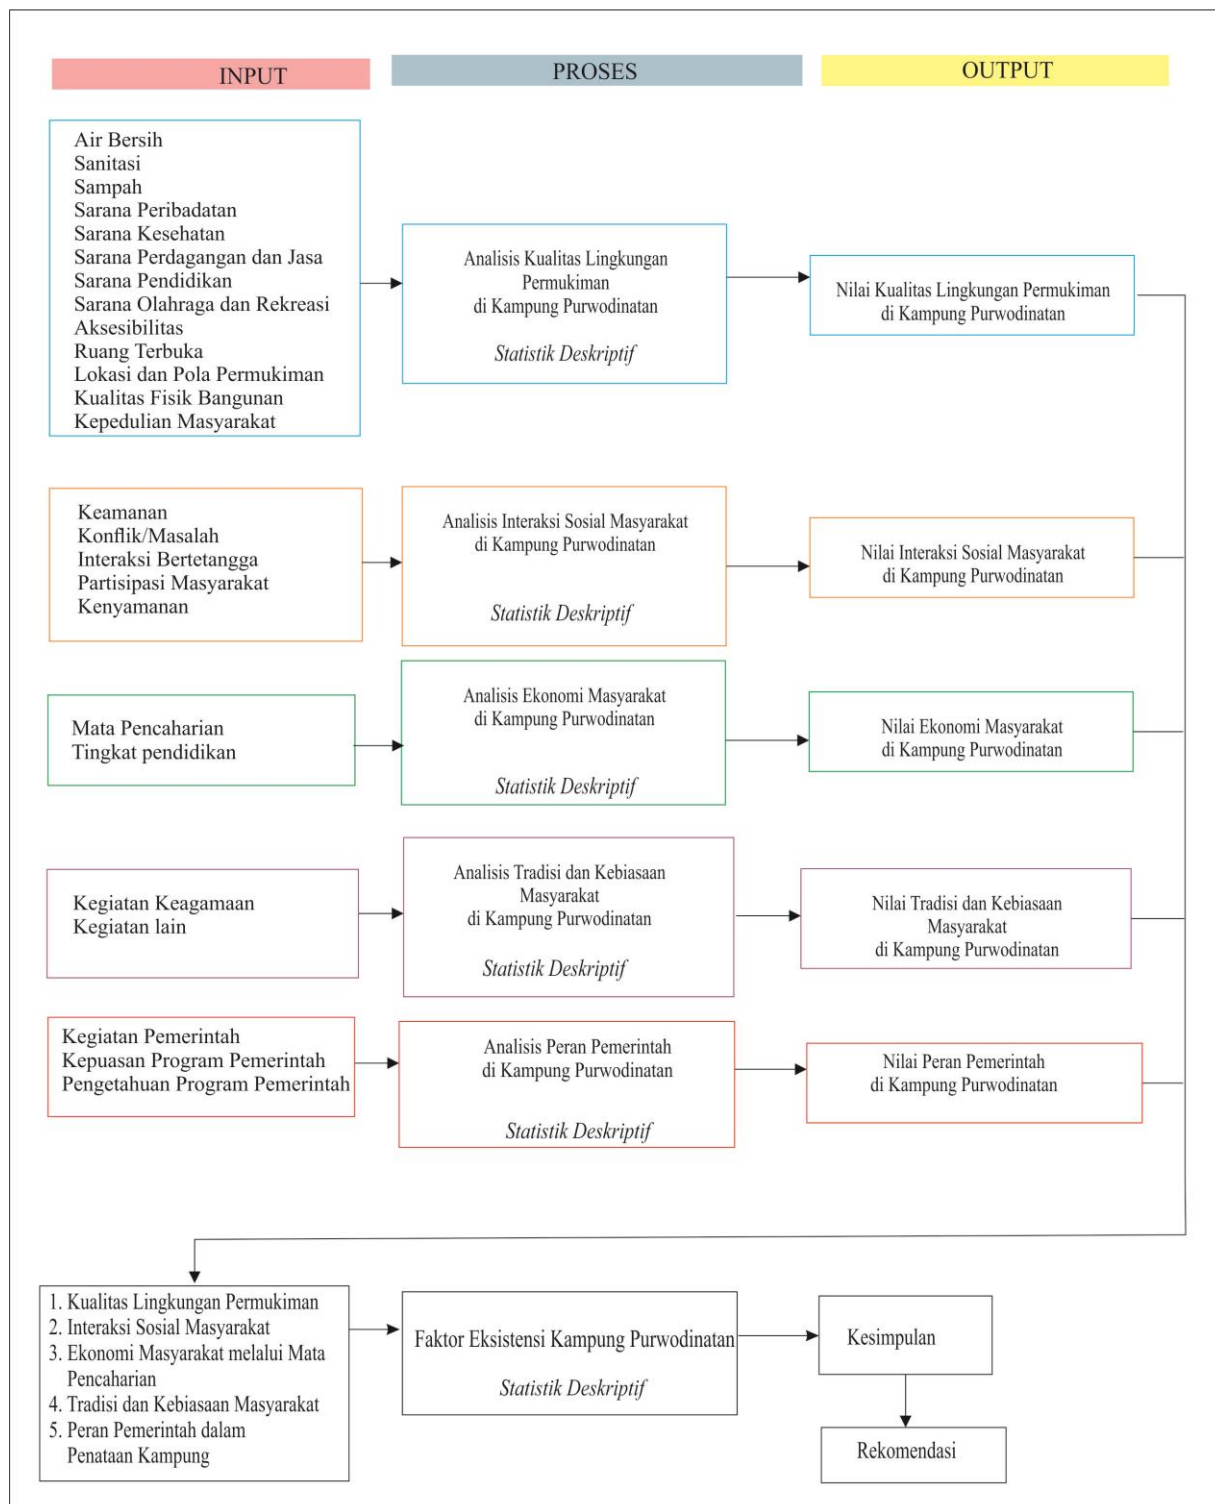 INPUT
PROSES
OUTPUT
Air Bersih
Sanitasi
Sampah
Sarana Peribadatan
Sarana Kesehatan
Sarana Perdagangan dan Jasa
Sarana Pendidikan
Sarana Olahraga dan Rekreasi
Aksesibilitas
Ruang Terbuka
Lokasi dan Pola Permukiman
Kualitas Fisik Bangunan
Kepedulian Masyarakat
Analisis Kualitas Lingkungan
Permukiman
di Kampung Purwodinatan
Statistik Deskriptif
Nilai Kualitas Lingkungan Permukiman
di Kampung Purwodinatan
Keamanan
Konflik/Masalah
Interaksi Bertetangga
Partisipasi Masyarakat
Kenyamanan
Analisis Interaksi Sosial Masyarakat
di Kampung Purwodinatan
Statistik Deskriptif
Nilai Interaksi Sosial Masyarakat
di Kampung Purwodinatan
Mata Pencaharian
Tingkat pendidikan
Analisis Ekonomi Masyarakat
di Kampung Purwodinatan
Statistik Deskriptif
Nilai Ekonomi Masyarakat
di Kampung Purwodinatan
Kegiatan Keagamaan
Kegiatan lain
Analisis Tradisi dan Kebiasaan
Masyarakat
di Kampung Purwodinatan
Statistik Deskriptif
Nilai Tradisi dan Kebiasaan
Masyarakat
di Kampung Purwodinatan
Kegiatan Pemerintah
Kepuasan Program Pemerintah
Pengetahuan Program Pemerintah
Analisis Peran Pemerintah
di Kampung Purwodinatan
Statistik Deskriptif
Nilai Peran Pemerintah
di Kampung Purwodinatan
1. Kualitas Lingkungan Permukiman
2. Interaksi Sosial Masyarakat
3. Ekonomi Masyarakat melalui Mata
Pencaharian
4. Tradisi dan Kebiasaan Masyarakat
5. Peran Pemerintah dalam
Penataan Kampung
Faktor Eksistensi Kampung Purwodinatan
Statistik Deskriptif
Kesimpulan
Rekomendasi